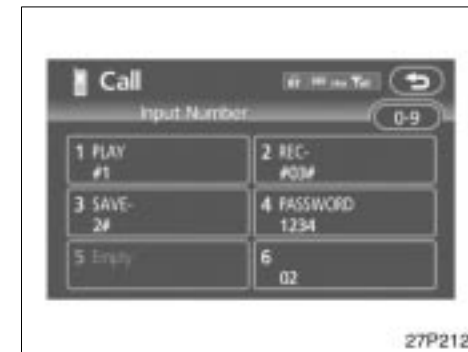 Call
Input Number
0-9
1 PLAY
#1
2 REC-
#03#
3 SAVE-
2#
4 PASSWORD
1234
5 Empty
6
02
27P212